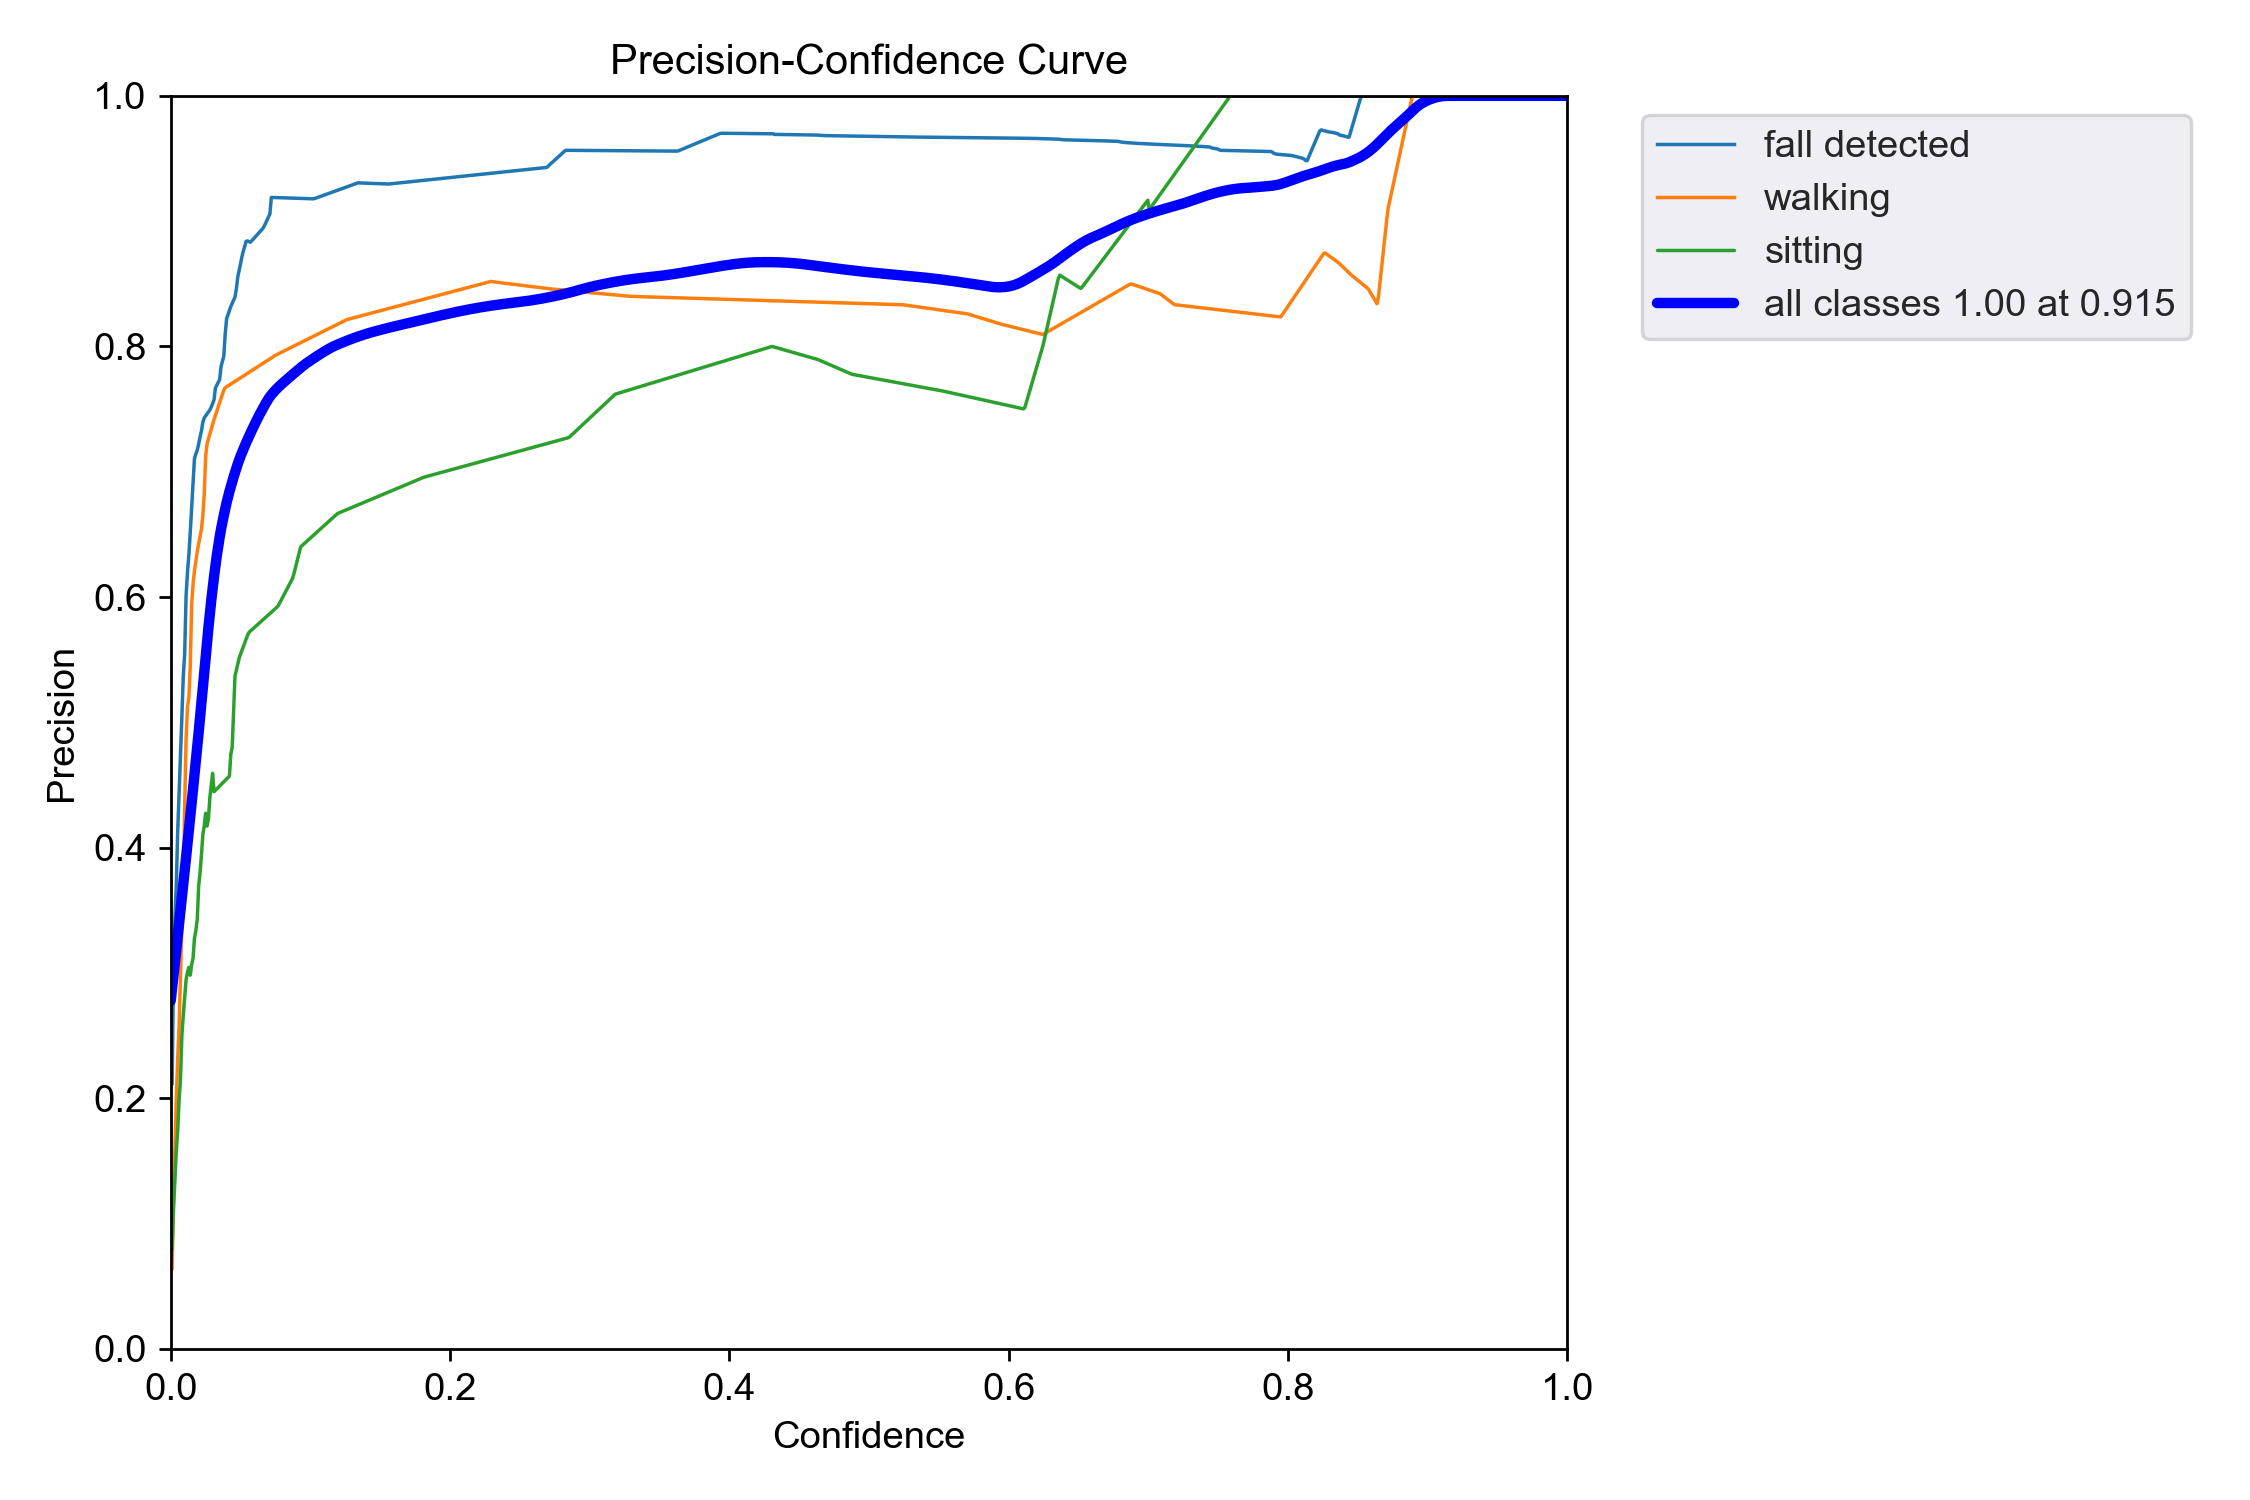 Precision-Confidence Curve
1.0
0.8
0.6
0.4
0.2
0.0
Precision
0.0 0.2 0.4 0.6 0.8 1.0
Confidence
fall detected
walking
sitting
all classes 1.00 at 0.915